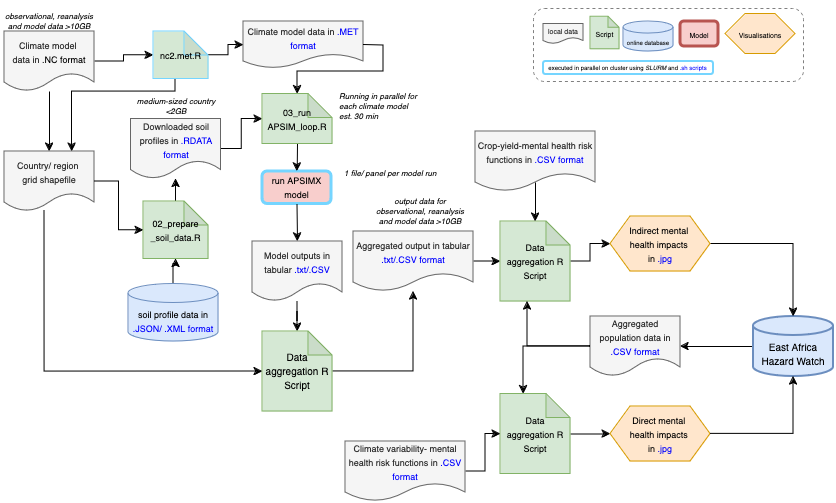 observational, reanalysis
and model data >10GB
Climate model
data in .NC format
nc2.met.R
Climate model data in .MET
format
local data
Script
online database
Model
Visualisations
executed in parallel on cluster using SLURM and .sh scripts
medium-sized country
<2GB
Downloaded soil
profiles in .RDATA
format
03_run
APSIM_loop.R
Running in parallel for
each climate model
est. 30 min
Country/ region
grid shapefile
run APSIMX
model
1 file/ panel per model run
Crop-yield-mental health risk
functions in .CSV format
02_prepare
_soil_data.R
output data for
observational, reanalysis
and model data >10GB
Model outputs in
tabular .txt/.CSV
Aggregated output in tabular
.txt/.CSV format
Data
aggregation R
Script
Indirect mental
health impacts
in .jpg
soil profile data in
.JSON/ .XML format
Data
aggregation R
Script
Aggregated
population data in
.CSV format
East Africa
Hazard Watch
Climate variability- mental
health risk functions in .CSV
format
Data
aggregation R
Script
Direct mental
health impacts
in .jpg